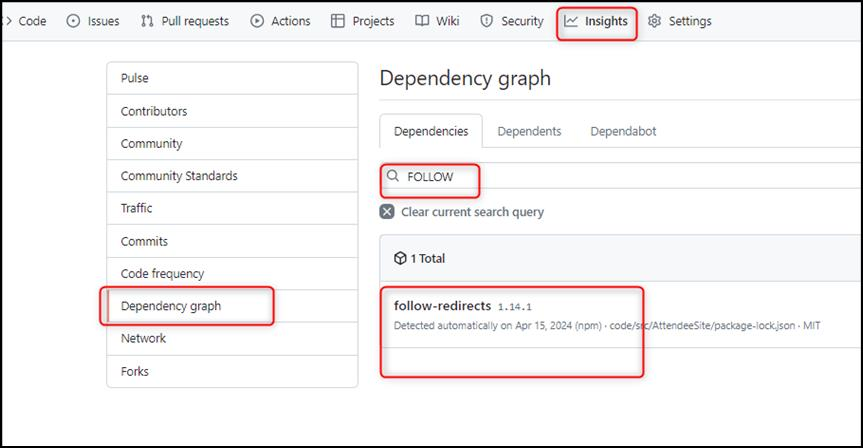 Code Issues Pull requests Actions Projects Wiki Security Insights Settings
Pulse
Contributors
Community
Community Standards
Traffic
Commits
Code frequency
Dependency graph
Network
Forks
Dependency graph
Dependencies Dependents Dependabot
FOLLOW
Clear current search query
1 Total
follow-redirects 1.14.1
Detected automatically on Apr 15, 2024 (npm) · code/src/AttendeeSite/package-lock.json · MIT